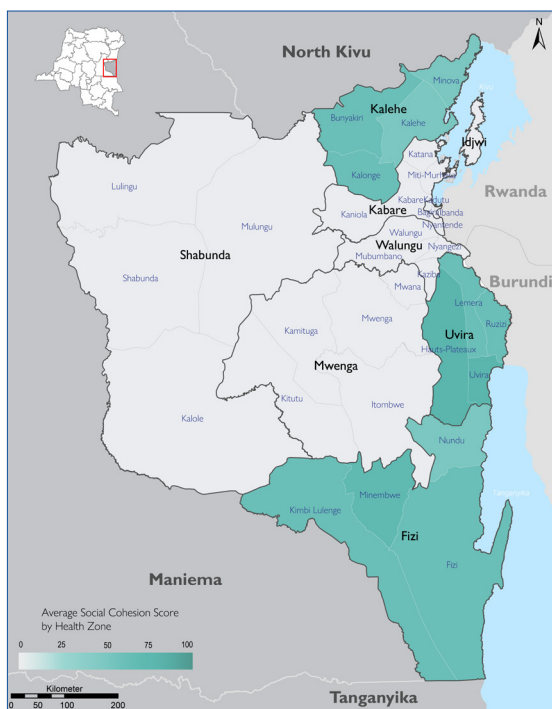 N
North Kivu
Minova
Kalehe
Bunyakiri
Kalehe
Idjwi
Katana
Kalonge
Miti-Murhesa
Lulingu
Rwanda
Kabare
Kadutu
Kaniola
Kabare
Bagira
Ibanda
Mulungu
Walungu
Nyantende
Shabunda
Walungu
Nyangezi
Mubumbano
Shabunda
Kaziba
Burundi
Mwana
Lemera
Mwenga
Ruzizi
Kamituga
Uvira
Hauts-Plateaux
Mwenga
Uvira
Kitutu
Itombwe
Kalole
Nundu
Minembwe
Tanganyika
Kimbi Lulenge
Fizi
Fizi
Maniema
Average Social Cohesion Score
by Health Zone
0 25 50 75 100
Kilometer
0 50 100 200
Tanganyika